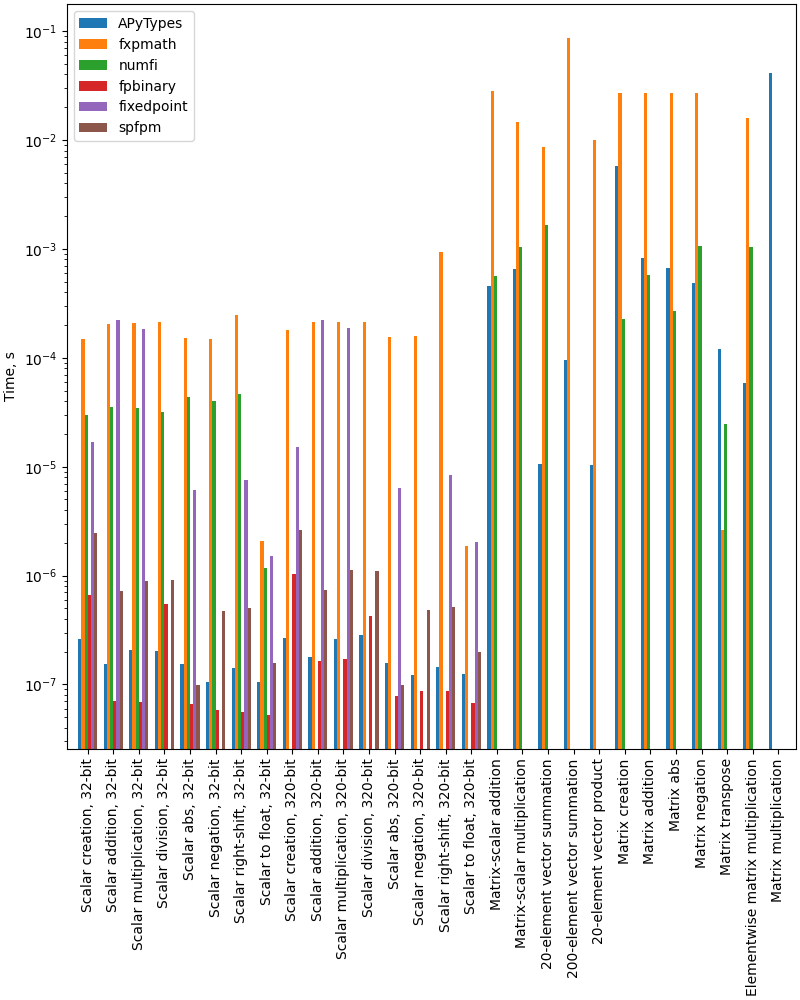 APyTypes
fxpmath
numfi
fpbinary
fixedpoint
spfpm
Time, s
10⁻¹
10⁻²
10⁻³
10⁻⁴
10⁻⁵
10⁻⁶
10⁻⁷
Scalar creation, 32-bit
Scalar addition, 32-bit
Scalar multiplication, 32-bit
Scalar division, 32-bit
Scalar abs, 32-bit
Scalar negation, 32-bit
Scalar right-shift, 32-bit
Scalar to float, 32-bit
Scalar creation, 320-bit
Scalar addition, 320-bit
Scalar multiplication, 320-bit
Scalar division, 320-bit
Scalar abs, 320-bit
Scalar negation, 320-bit
Scalar right-shift, 320-bit
Scalar to float, 320-bit
Matrix-scalar addition
Matrix-scalar multiplication
20-element vector summation
200-element vector summation
20-element vector product
Matrix creation
Matrix addition
Matrix abs
Matrix negation
Matrix transpose
Elementwise matrix multiplication
Matrix multiplication